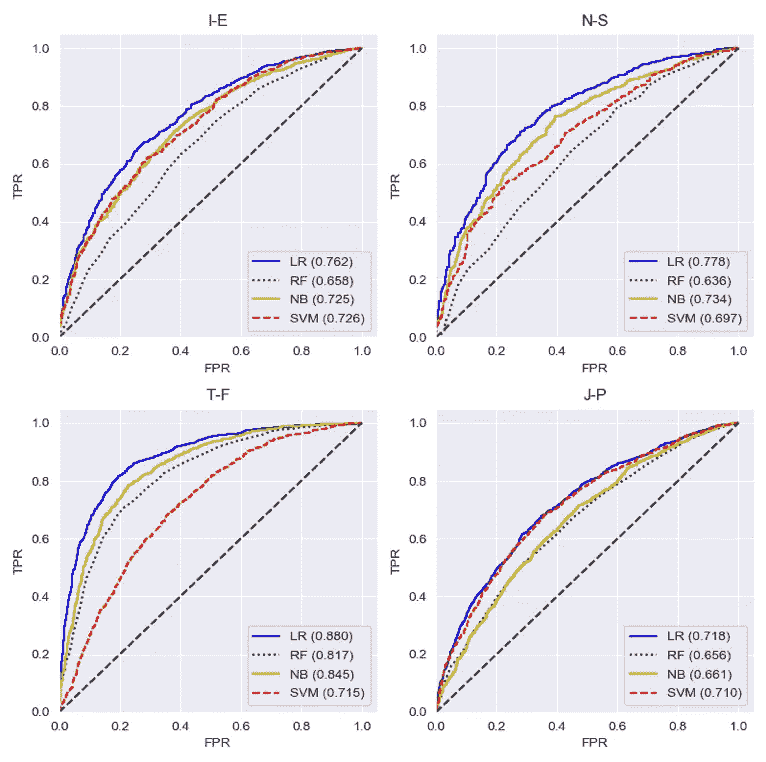 I-E
1.0
0.8
0.6
TPR
0.4
0.2
0.0
LR (0.762)
RF (0.658)
NB (0.725)
SVM (0.726)
0.0 0.2 0.4 0.6 0.8 1.0
FPR
N-S
1.0
0.8
0.6
TPR
0.4
0.2
0.0
LR (0.778)
RF (0.636)
NB (0.734)
SVM (0.697)
0.0 0.2 0.4 0.6 0.8 1.0
FPR
T-F
1.0
0.8
0.6
TPR
0.4
0.2
0.0
LR (0.880)
RF (0.817)
NB (0.845)
SVM (0.715)
0.0 0.2 0.4 0.6 0.8 1.0
FPR
J-P
1.0
0.8
0.6
TPR
0.4
0.2
0.0
LR (0.718)
RF (0.656)
NB (0.661)
SVM (0.710)
0.0 0.2 0.4 0.6 0.8 1.0
FPR